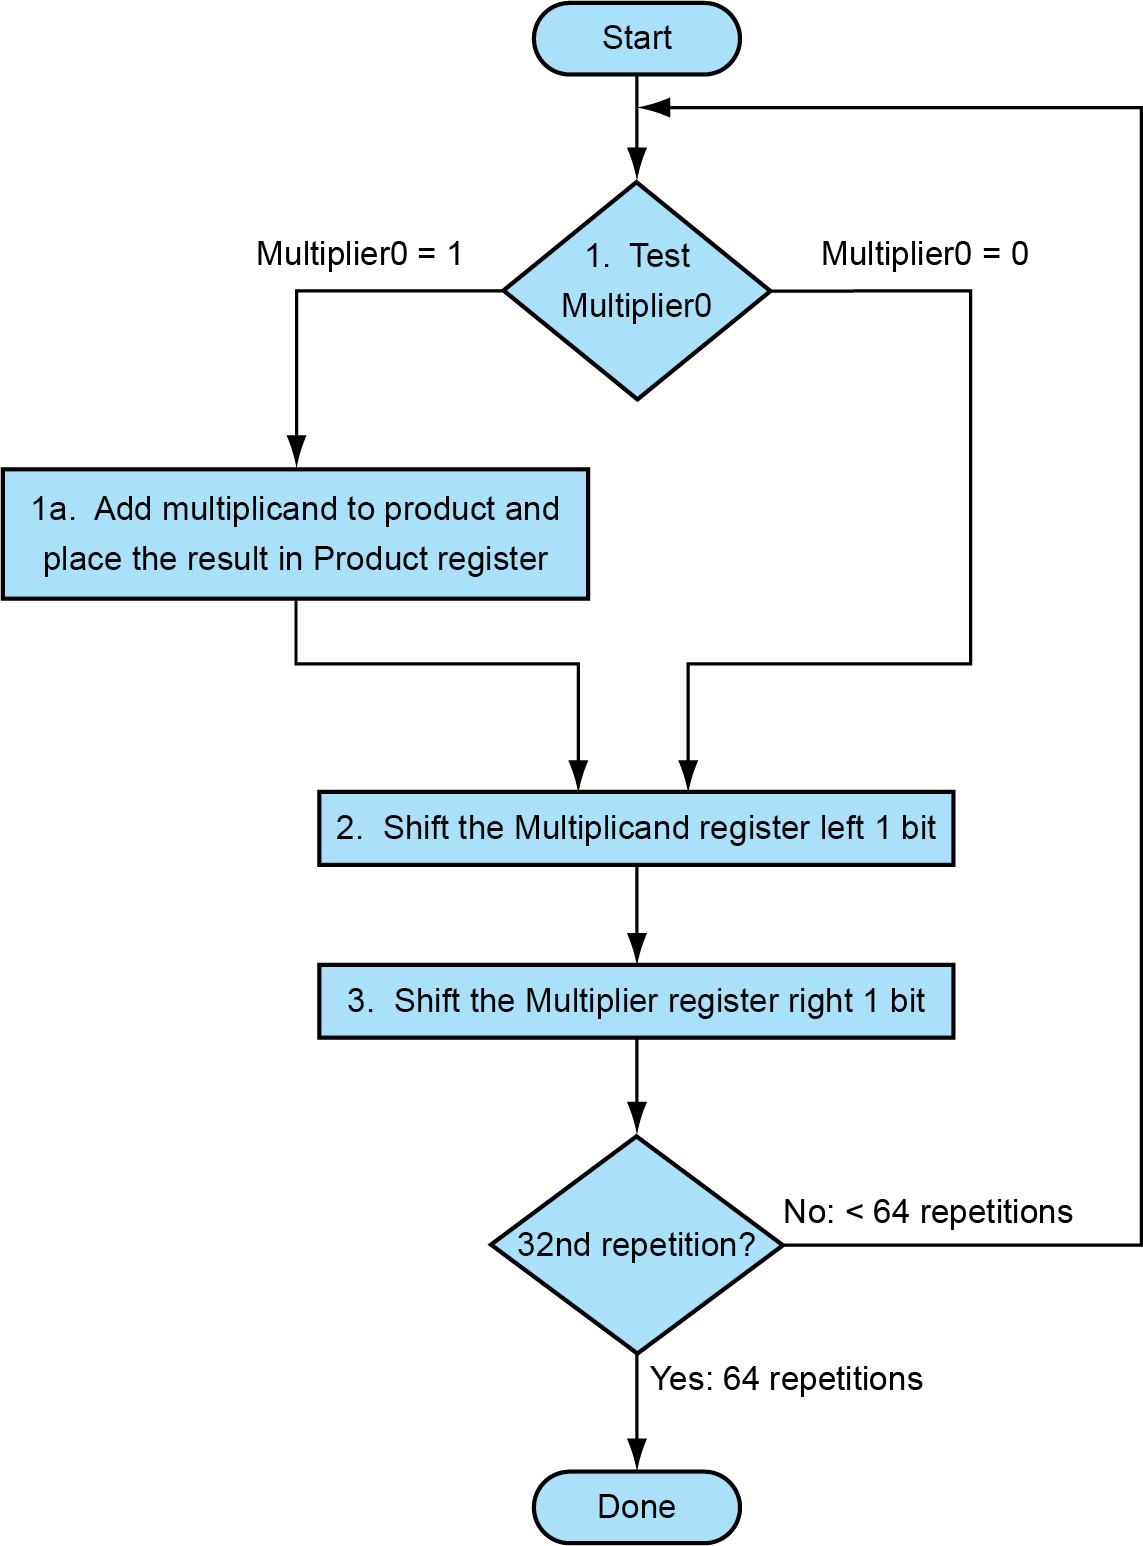 Start
Multiplier0 = 1
1. Test
Multiplier0
Multiplier0 = 0
1a. Add multiplicand to product and
place the result in Product register
2. Shift the Multiplicand register left 1 bit
3. Shift the Multiplier register right 1 bit
32nd repetition?
No: < 64 repetitions
Yes: 64 repetitions
Done